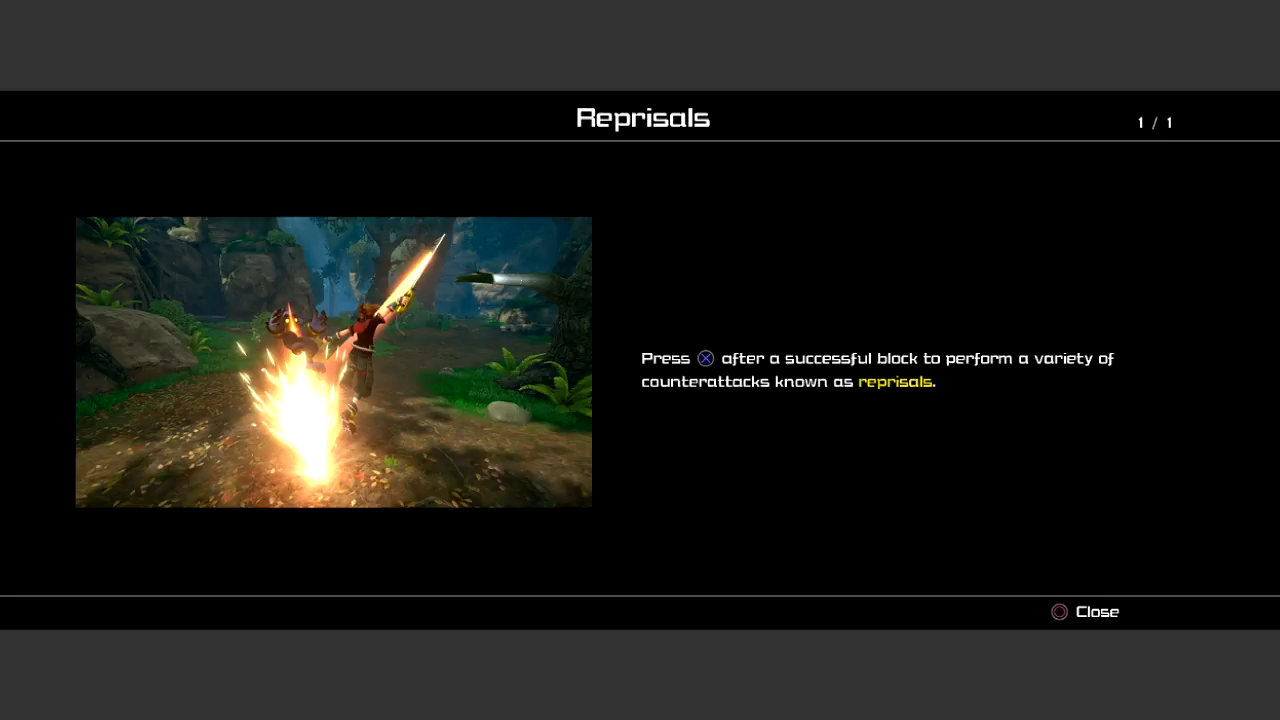 Reprisals
1 / 1
Press ⓧ after a successful block to perform a variety of
counterattacks known as reprisals.
Close